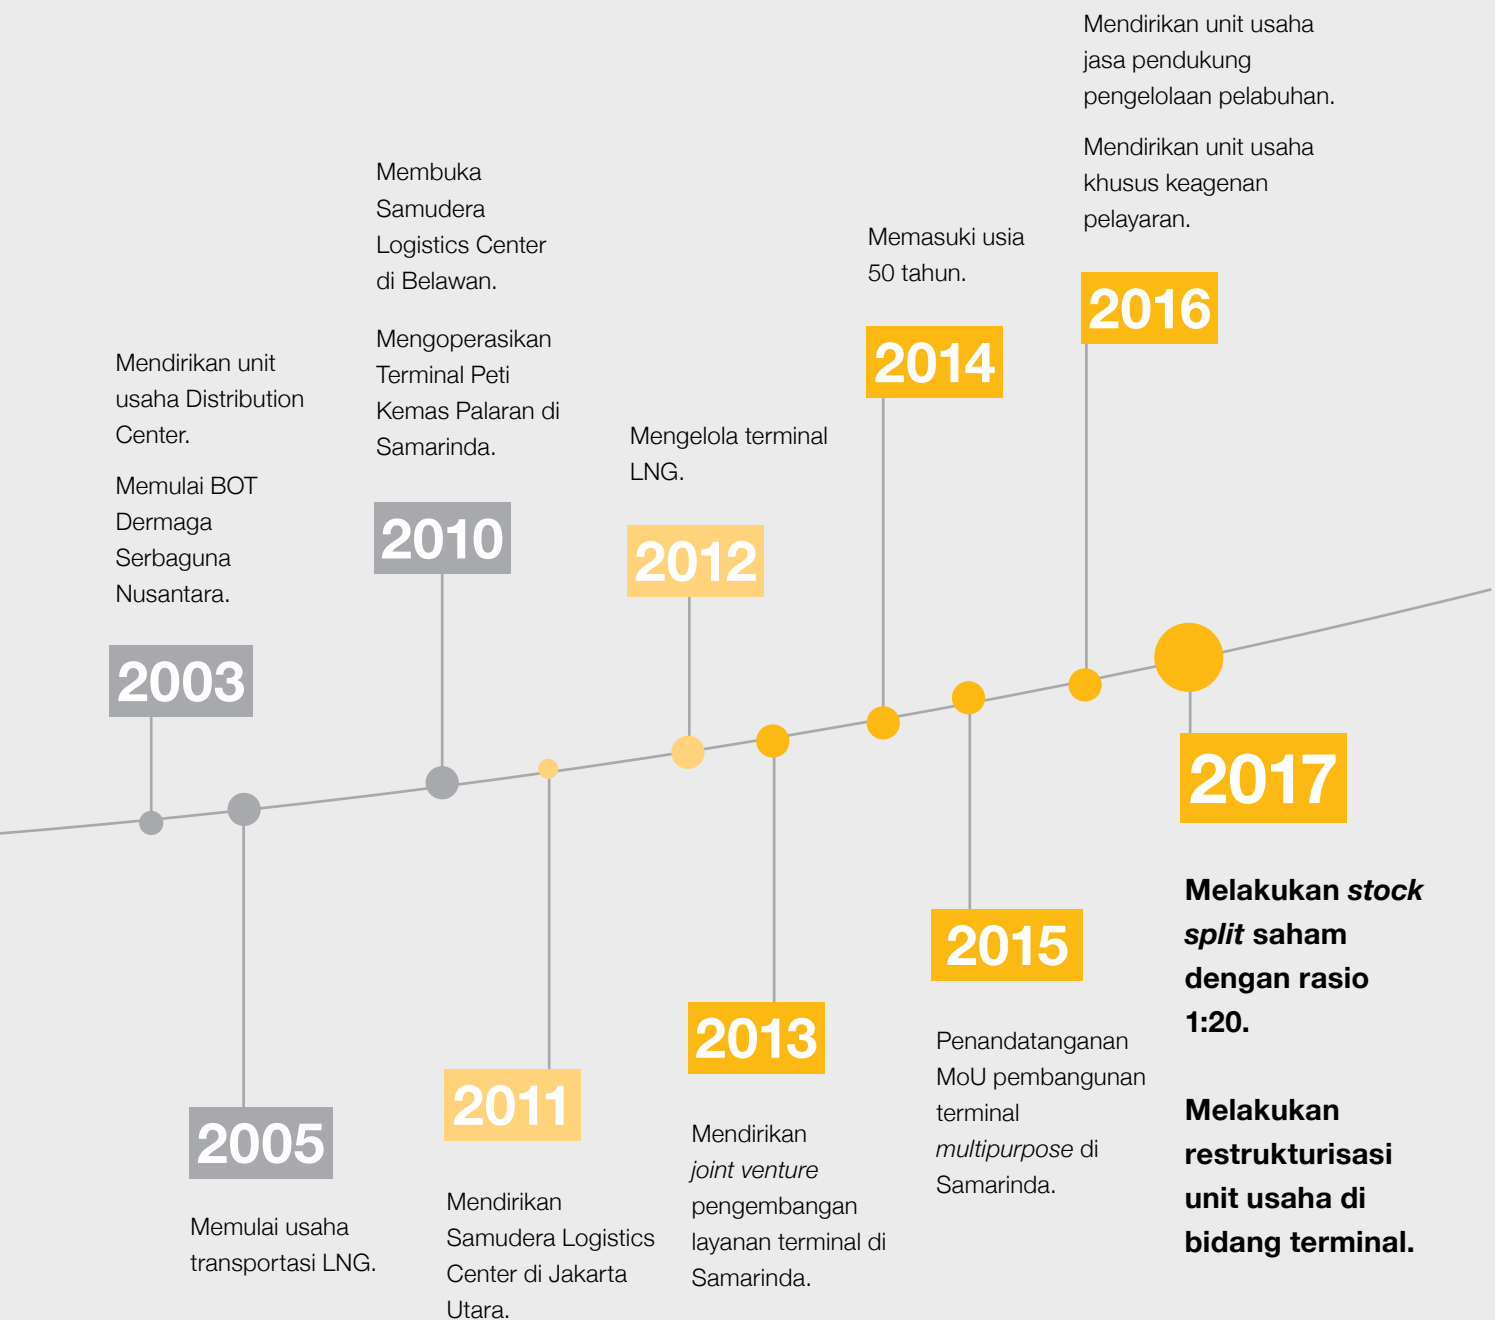 Mendirikan unit
usaha Distribution
Center.
Memulai BOT
Dermaga
Serbaguna
Nusantara.
2003
2005
Memulai usaha
transportasi LNG.
Membuka
Samudera
Logistics Center
di Belawan.
Mengoperasikan
Terminal Peti
Kemas Palaran di
Samarinda.
2010
2011
Mendirikan
Samudera Logistics
Center di Jakarta
Utara.
Mengelola terminal
LNG.
2012
2013
Mendirikan
joint venture
pengembangan
layanan terminal di
Samarinda.
Memasuki usia
50 tahun.
2014
2015
Penandatanganan
MoU pembangunan
terminal
multipurpose di
Samarinda.
Mendirikan unit usaha
jasa pendukung
pengelolaan pelabuhan.
Mendirikan unit usaha
khusus keagenan
pelayaran.
2016
2017
Melakukan stock
split saham
dengan rasio
1:20.
Melakukan
restrukturisasi
unit usaha di
bidang terminal.